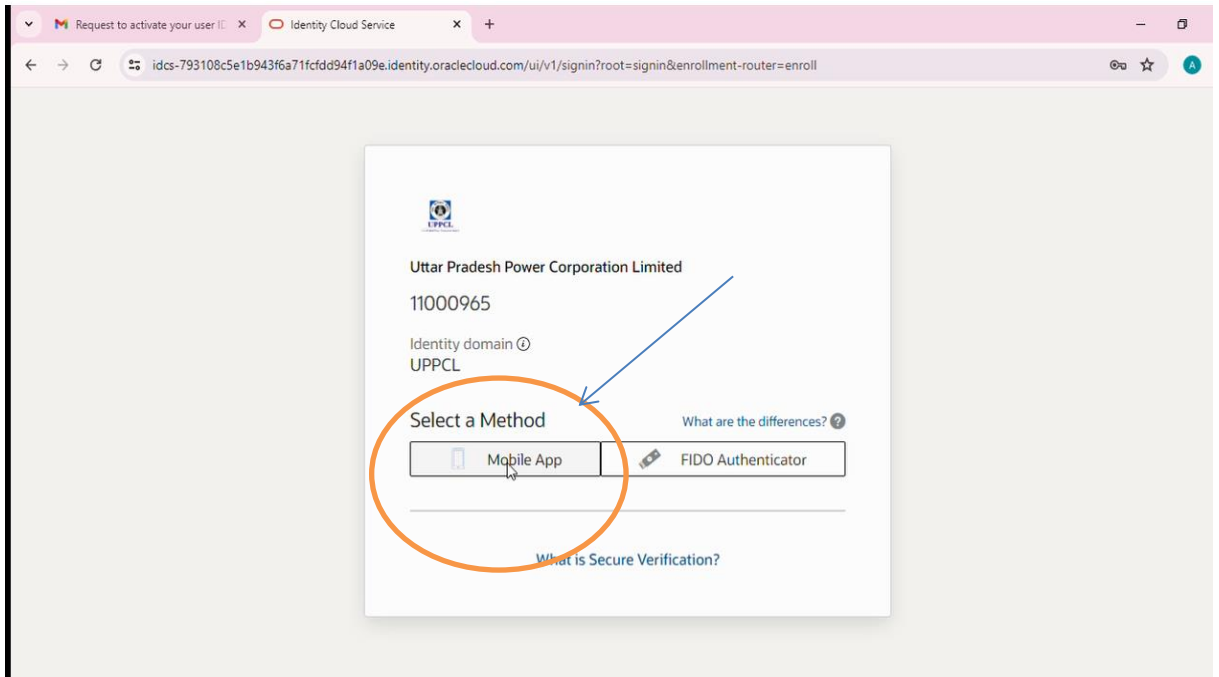 Request to activate your user I
Identity Cloud Service
idcs-793108c5e1b943f6a71fcfdd94f1a09e.identity.oraclecloud.com/ui/v1/signin?root=signin&enrollment-router=enroll
A
UPPCL
Uttar Pradesh Power Corporation Limited
11000965
Identity domain
UPPCL
Select a Method
What are the differences?
Mobile App
FIDO Authenticator
What is Secure Verification?